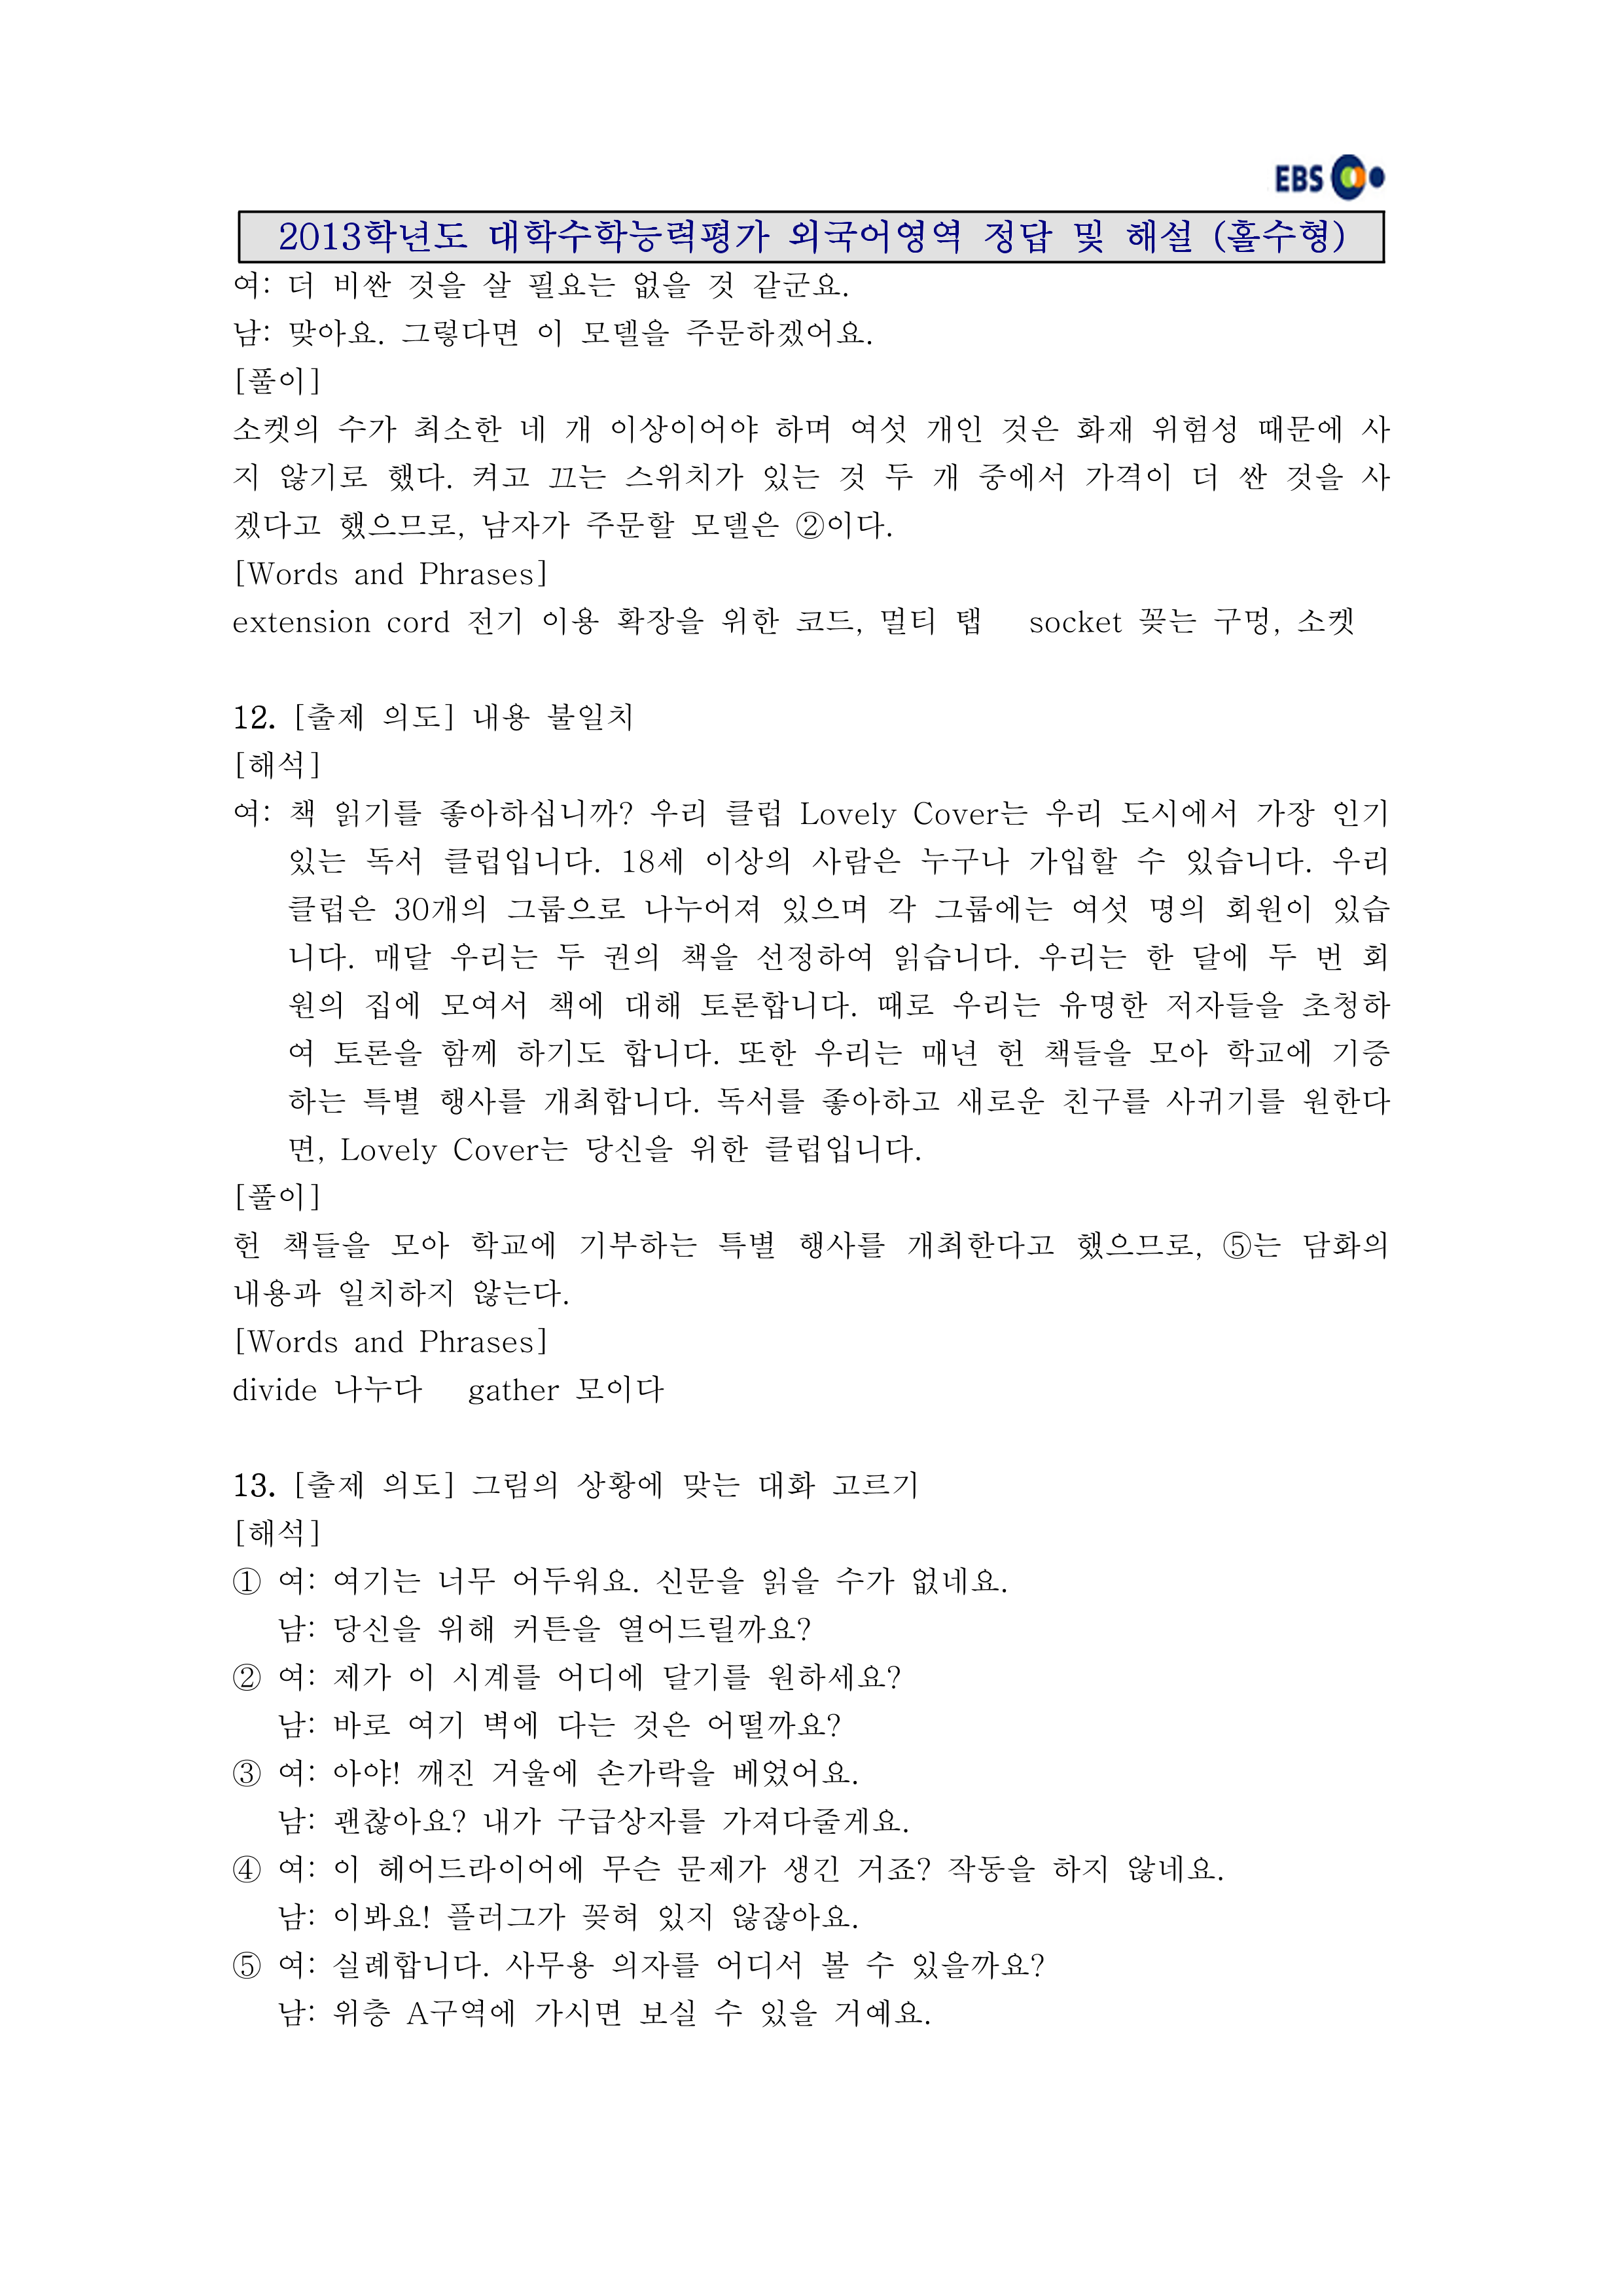 EBS
2013학년도 대학수학능력평가 외국어영역 정답 및 해설 (홀수형)
여: 더 비싼 것을 살 필요는 없을 것 같군요.
남: 맞아요. 그렇다면 이 모델을 주문하겠어요.
[풀이]
소켓의 수가 최소한 네 개 이상이어야 하며 여섯 개인 것은 화재 위험성 때문에 사
지 않기로 했다. 켜고 끄는 스위치가 있는 것 두 개 중에서 가격이 더 싼 것을 사
겠다고 했으므로, 남자가 주문할 모델은 ②이다.
[Words and Phrases]
extension cord 전기 이용 확장을 위한 코드, 멀티 탭 socket 꽂는 구멍, 소켓
12. [출제 의도] 내용 불일치
[해석]
여: 책 읽기를 좋아하십니까? 우리 클럽 Lovely Cover는 우리 도시에서 가장 인기
있는 독서 클럽입니다. 18세 이상의 사람은 누구나 가입할 수 있습니다. 우리
클럽은 30개의 그룹으로 나누어져 있으며 각 그룹에는 여섯 명의 회원이 있습
니다. 매달 우리는 두 권의 책을 선정하여 읽습니다. 우리는 한 달에 두 번 회
원의 집에 모여서 책에 대해 토론합니다. 때로 우리는 유명한 저자들을 초청하
여 토론을 함께 하기도 합니다. 또한 우리는 매년 헌 책들을 모아 학교에 기증
하는 특별 행사를 개최합니다. 독서를 좋아하고 새로운 친구를 사귀기를 원한다
면, Lovely Cover는 당신을 위한 클럽입니다.
[풀이]
헌 책들을 모아 학교에 기부하는 특별 행사를 개최한다고 했으므로, ⑤는 담화의
내용과 일치하지 않는다.
[Words and Phrases]
divide 나누다 gather 모이다
13. [출제 의도] 그림의 상황에 맞는 대화 고르기
[해석]
① 여: 여기는 너무 어두워요. 신문을 읽을 수가 없네요.
남: 당신을 위해 커튼을 열어드릴까요?
② 여: 제가 이 시계를 어디에 달기를 원하세요?
남: 바로 여기 벽에 다는 것은 어떨까요?
③ 여: 아야! 깨진 거울에 손가락을 베었어요.
남: 괜찮아요? 내가 구급상자를 가져다줄게요.
④ 여: 이 헤어드라이어에 무슨 문제가 생긴 거죠? 작동을 하지 않네요.
남: 이봐요! 플러그가 꽂혀 있지 않잖아요.
⑤ 여: 실례합니다. 사무용 의자를 어디서 볼 수 있을까요?
남: 위층 A구역에 가시면 보실 수 있을 거예요.